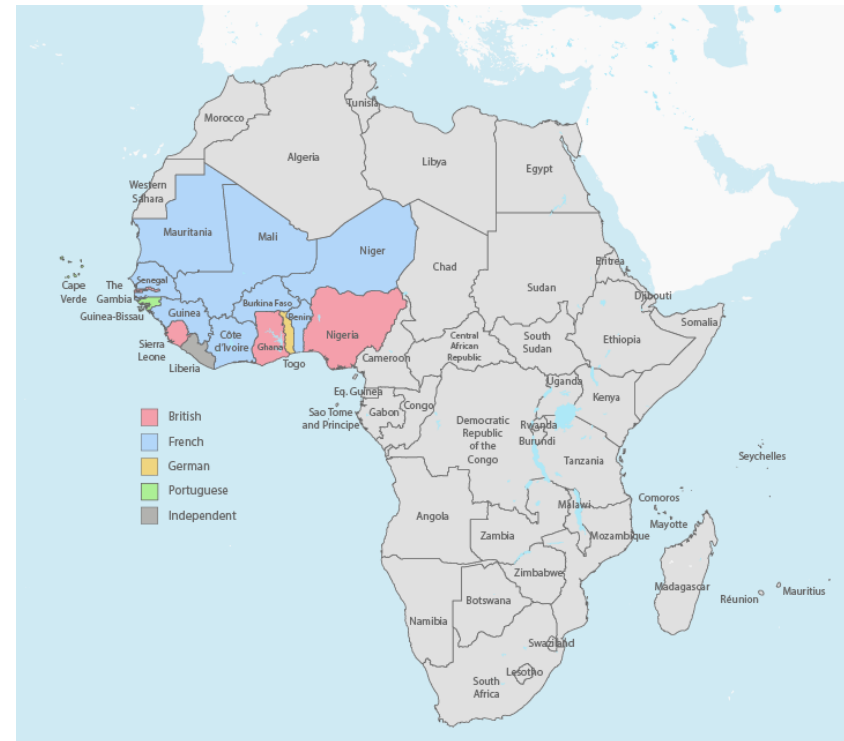 Tunisia
Morocco
Algeria
Libya
Egypt
Western
Sahara
Mauritania
Mali
Niger
Chad
Sudan
Eritrea
Djibouti
Cape
Verde
The
Gambia
Senegal
Guinea-Bissau
Guinea
Burkina Faso
Benin
Nigeria
Côte
d'Ivoire
Ghana
Togo
Sierra
Leone
Liberia
Cameroon
Central
African
Republic
South
Sudan
Ethiopia
Somalia
Eq. Guinea
Sao Tome
and Principe
Gabon
Congo
Democratic
Republic
of the
Congo
Uganda
Kenya
Rwanda
Burundi
Tanzania
Seychelles
British
French
German
Portuguese
Independent
Angola
Zambia
Malawi
Comoros
Mayotte
Mozambique
Zimbabwe
Madagascar
Réunion
Mauritius
Namibia
Botswana
Swaziland
Lesotho
South
Africa